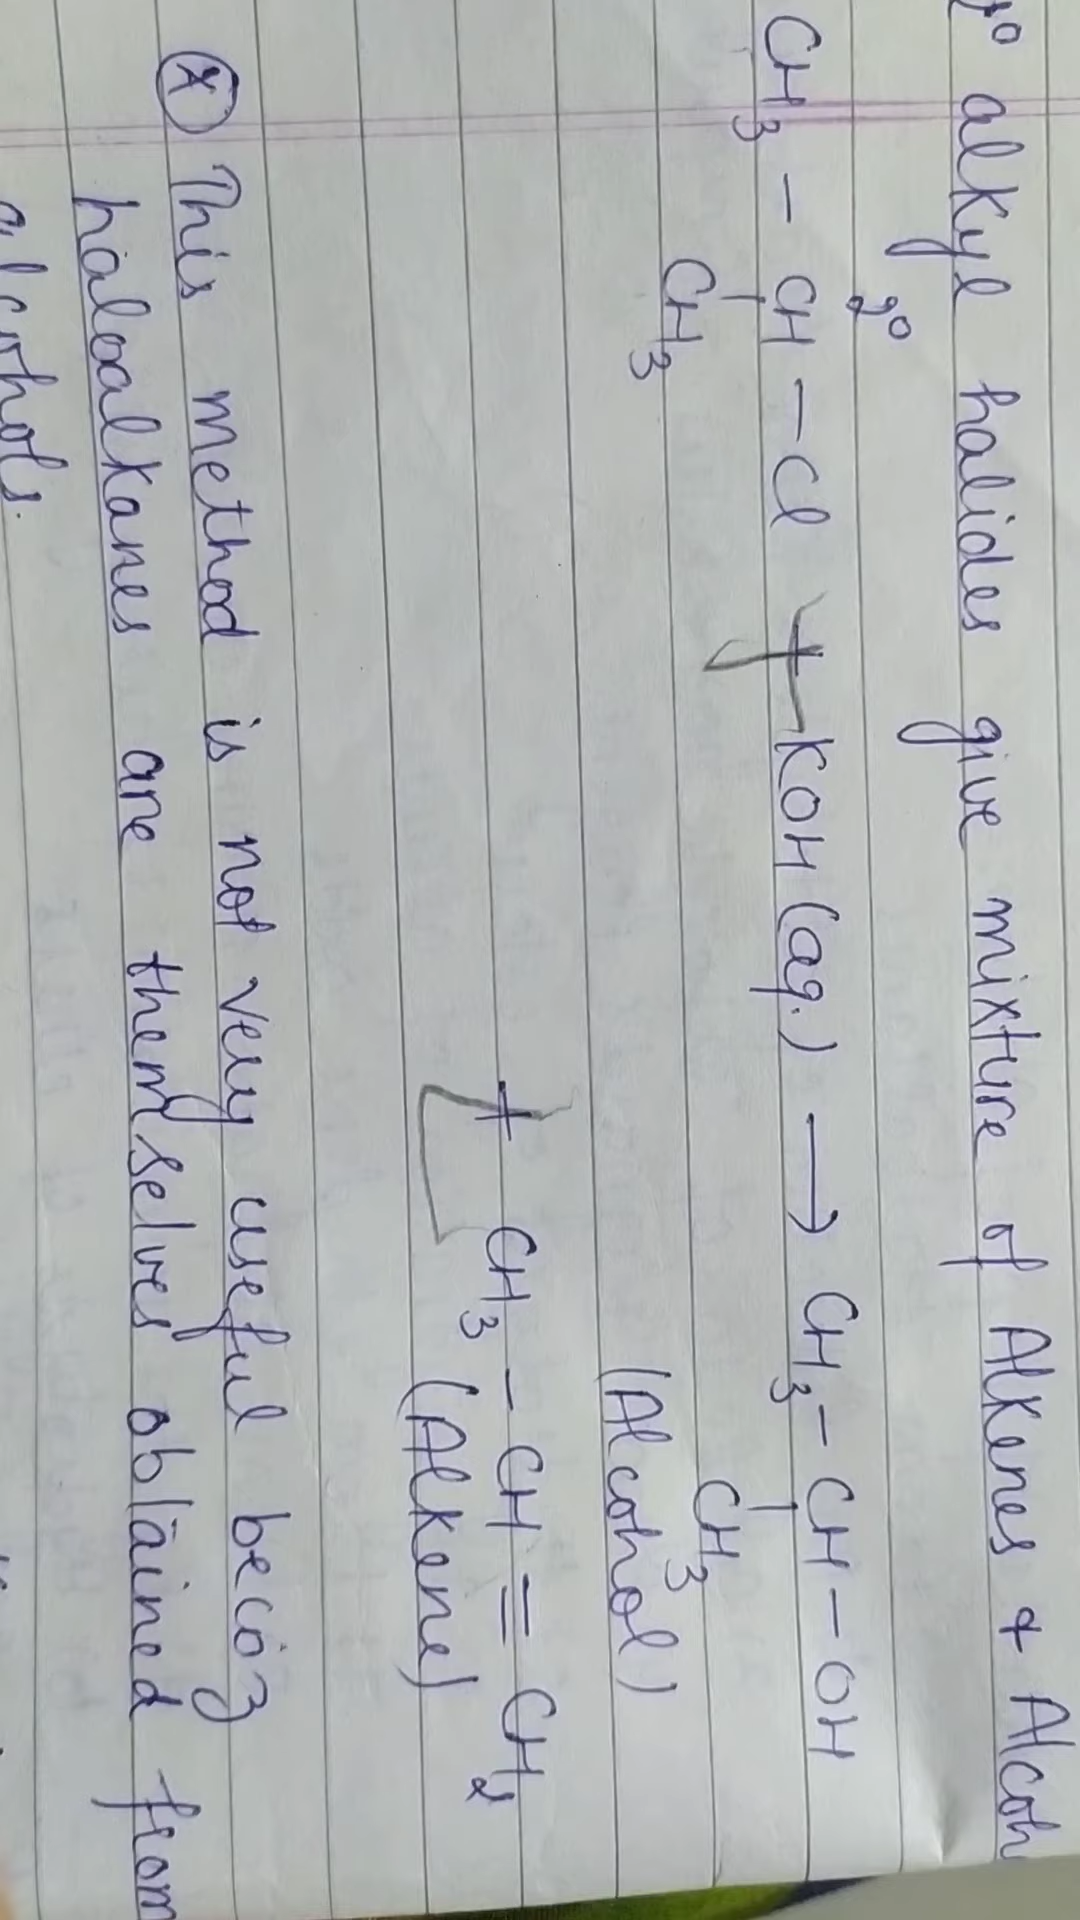 alkyl halides give mixture of Alkenes & Alcoh
2°
CH3 - CH - Cl + KOH (aq.) → CH3 - CH - OH
CH3 CH3
(Alcohol)
+ CH3 - CH = CH2
(Alkene)
* This method is not very useful becoz
haloalkanes are themselves obtained from
alcohols.